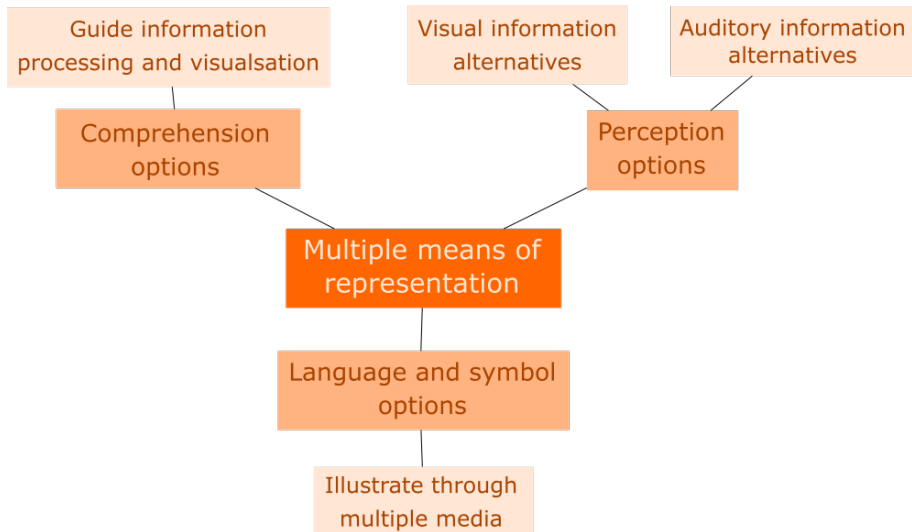 Guide information
processing and visualsation
Visual information
alternatives
Auditory information
alternatives
Comprehension
options
Perception
options
Multiple means of
representation
Language and symbol
options
Illustrate through
multiple media